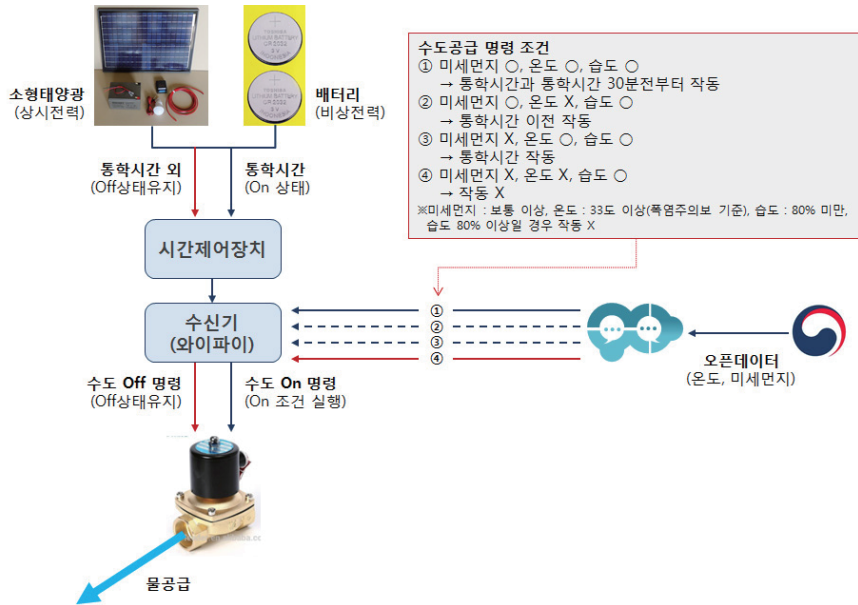 소형태양광
(상시전력)
배터리
(비상전력)
통학시간 외
(Off상태유지)
통학시간
(On 상태)
시간제어장치
수신기
(와이파이)
수도 Off 명령
(Off상태유지)
수도 On 명령
(On 조건 실행)
물공급
수도공급 명령 조건
① 미세먼지 ○, 온도 ○, 습도 ○
→ 통학시간과 통학시간 30분전부터 작동
② 미세먼지 ○, 온도 X, 습도 ○
→ 통학시간 이전 작동
③ 미세먼지 X, 온도 ○, 습도 ○
→ 통학시간 작동
④ 미세먼지 X, 온도 X, 습도 ○
→ 작동 X
※미세먼지 : 보통 이상, 온도 : 33도 이상(폭염주의보 기준), 습도 : 80% 미만,
습도 80% 이상일 경우 작동 X
①
②
③
④
오픈데이터
(온도, 미세먼지)